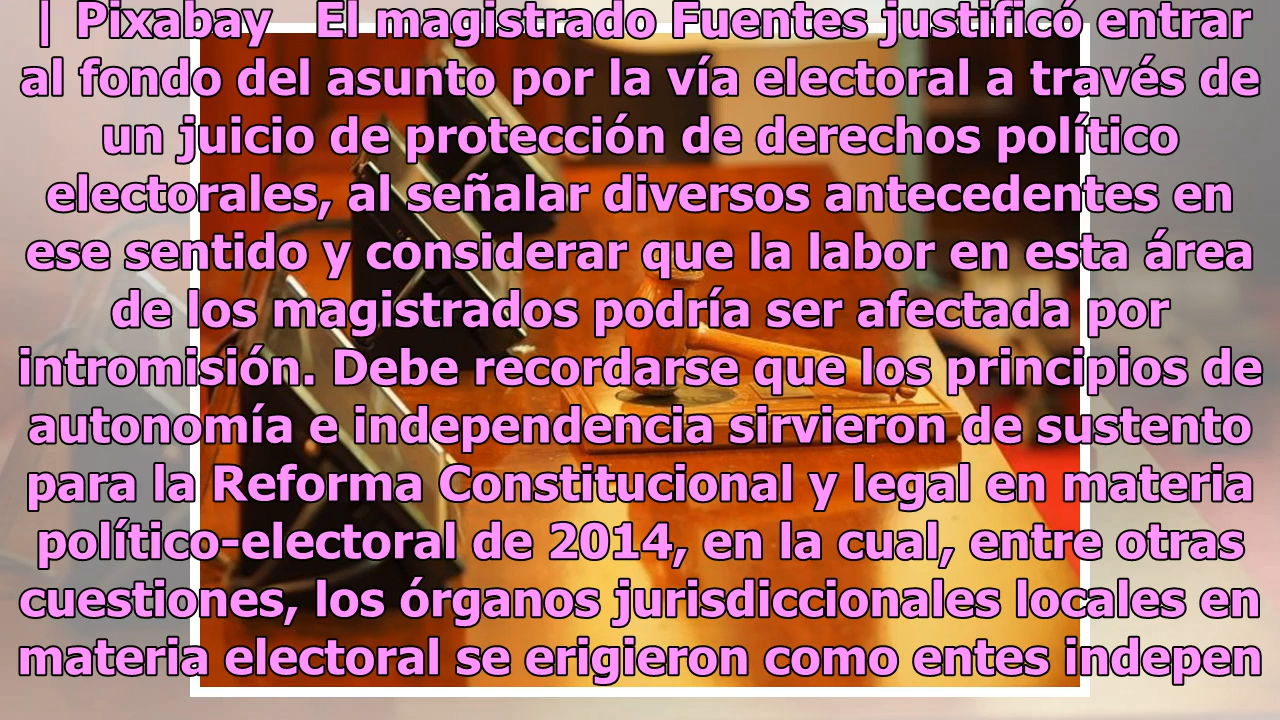 | Pixabay   El magistrado Fuentes justificó entrar
al fondo del asunto por la vía electoral a través de
un juicio de protección de derechos político
electorales, al señalar diversos antecedentes en
ese sentido y considerar que la labor en esta área
de los magistrados podría ser afectada por
intromisión. Debe recordarse que los principios de
autonomía e independencia sirvieron de sustento
para la Reforma Constitucional y legal en materia
político-electoral de 2014, en la cual, entre otras
cuestiones, los órganos jurisdiccionales locales en
materia electoral se erigieron como entes indepen